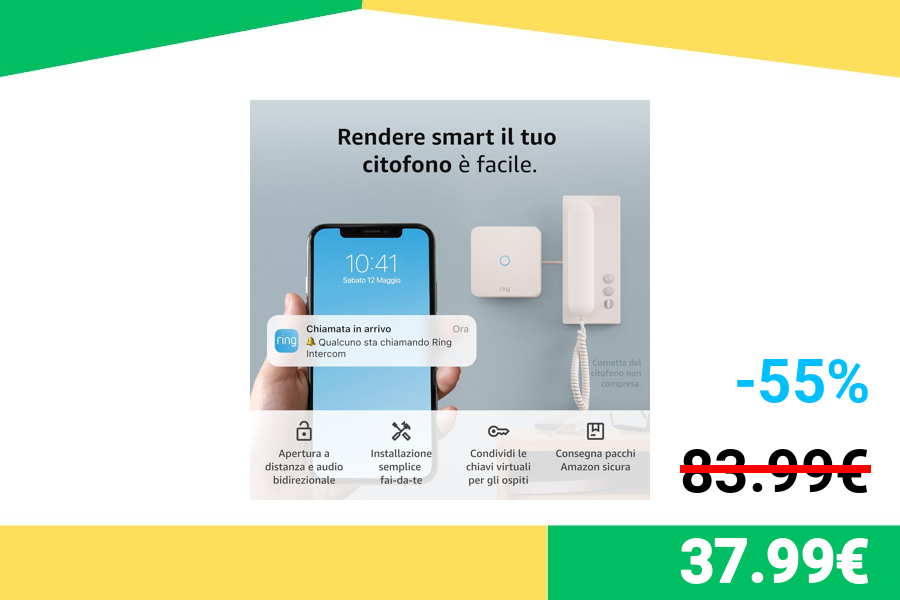 Rendere smart il tuo
citofono è facile.
10:41
Sabato 12 Maggio
ring
Chiamata in arrivo
Ora
🔔 Qualcuno sta chiamando Ring
Intercom
ring
Cornetta del
citofono non
compresa.
Apertura a
distanza e audio
bidirezionale
Installazione
semplice
fai-da-te
Condividi le
chiavi virtuali
per gli ospiti
Consegna pacchi
Amazon sicura
-55%
83.99€
37.99€